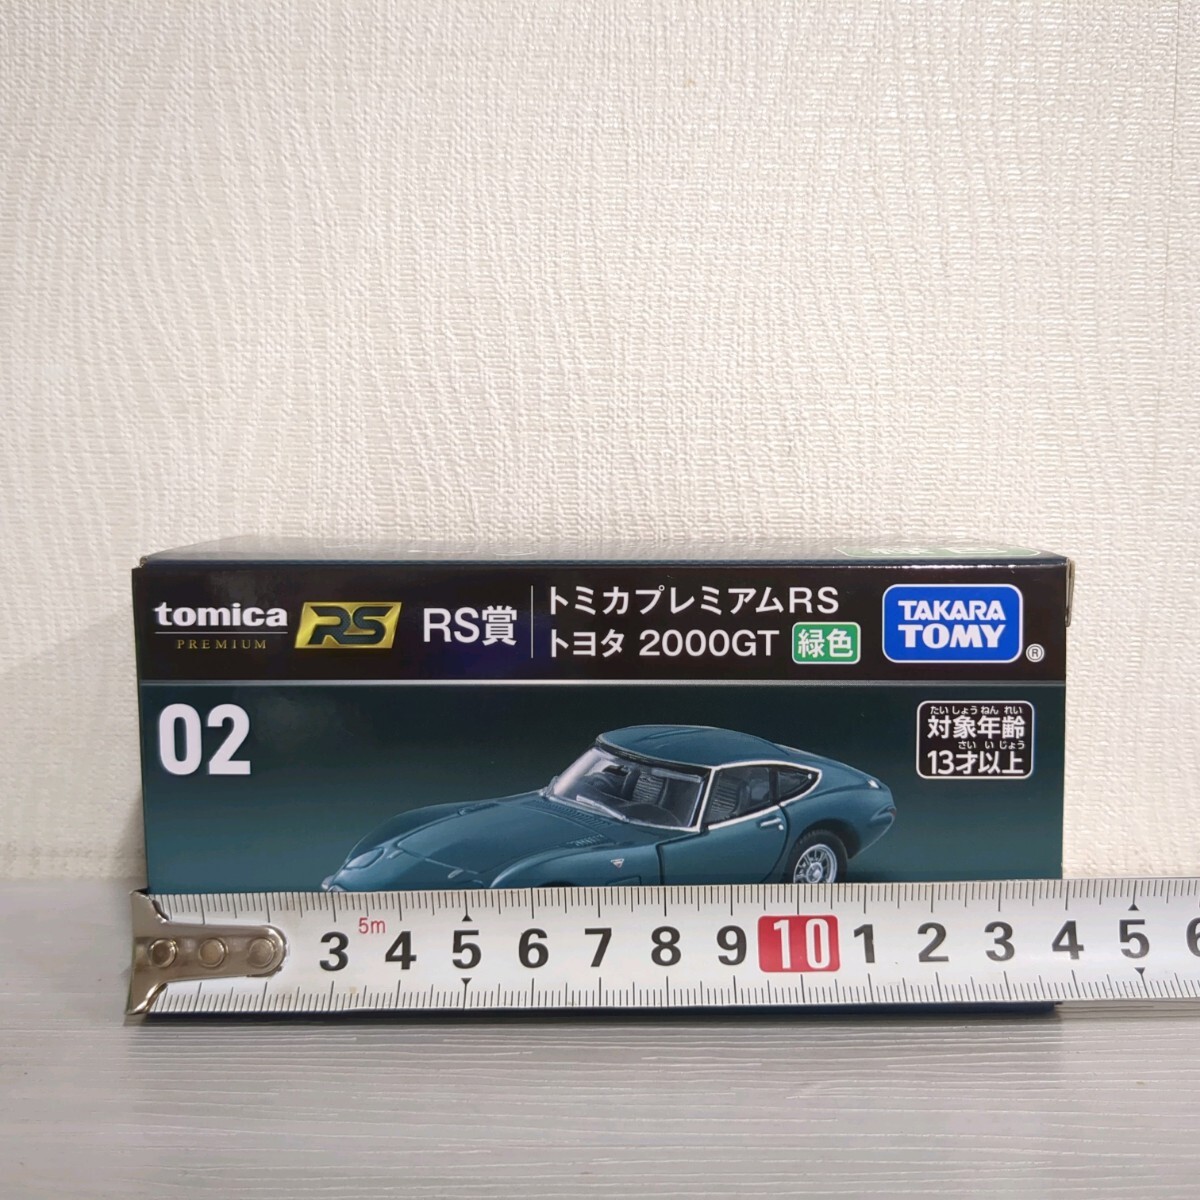 tomica
PREMIUM
RS
RS賞
トミカプレミアムRS
トヨタ 2000GT 緑色
TAKARA
TOMY
®
02
たい しょう ねん れい
対象年齢
さい い じょう
13才以上
5m
3 4 5 6 7 8 9 10 1 2 3 4 5 6